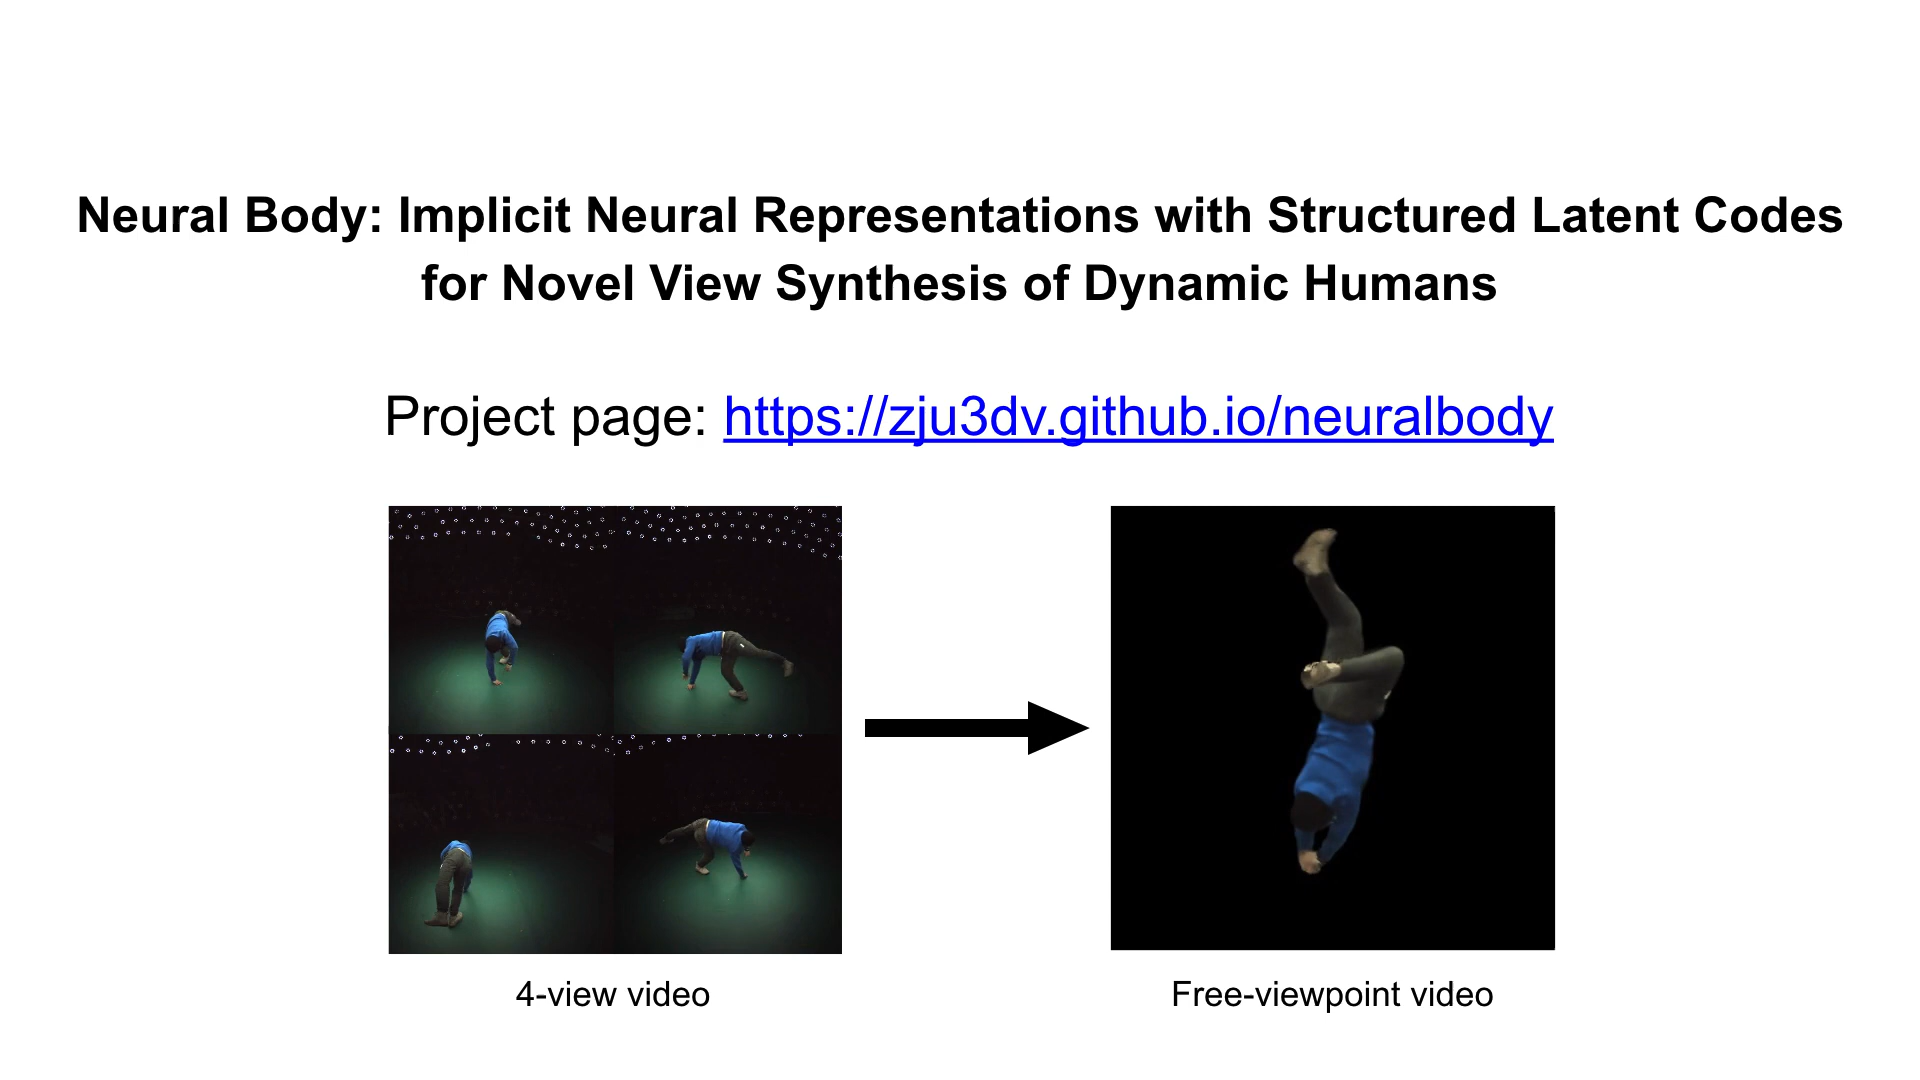 Neural Body: Implicit Neural Representations with Structured Latent Codes
for Novel View Synthesis of Dynamic Humans
Project page: https://zju3dv.github.io/neuralbody
4-view video
Free-viewpoint video